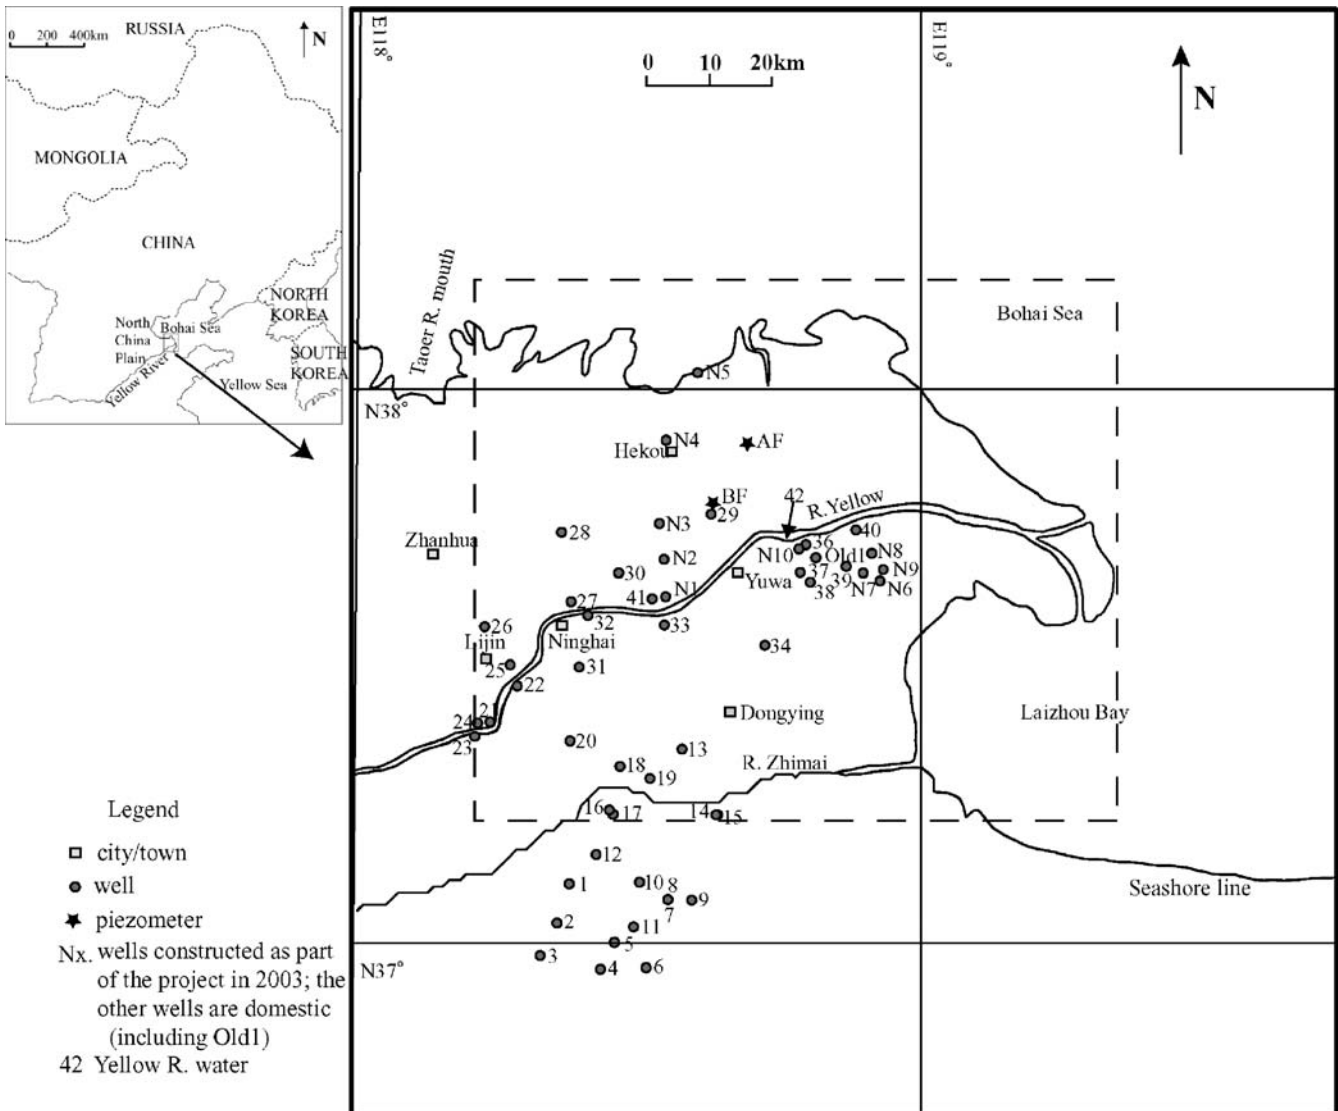 RUSSIA
0 200 400km
N
MONGOLIA
CHINA
NORTH
KOREA
North
China
Plain
Bohai Sea
SOUTH
KOREA
Yellow River
Yellow Sea
E118°
E119°
0 10 20km
N
Taoer R. mouth
Bohai Sea
N5
N38°
N4
Hekou
AF
BF
29
42
R.Yellow
40
28
N3
Zhanhua
36
N10
Old1
N8
N2
30
Yuwa
37
39
N9
38
N7
N6
27
41
N1
32
33
26
Lijin
Ninghai
34
25
31
22
21
24
23
Dongying
Laizhou Bay
20
13
18
R. Zhimai
19
16
17
14
15
12
1
10
8
7
9
Seashore line
2
11
5
3
4
6
N37°
Legend
city/town
well
piezometer
Nx. wells constructed as part
of the project in 2003; the
other wells are domestic
(including Old1)
42 Yellow R. water